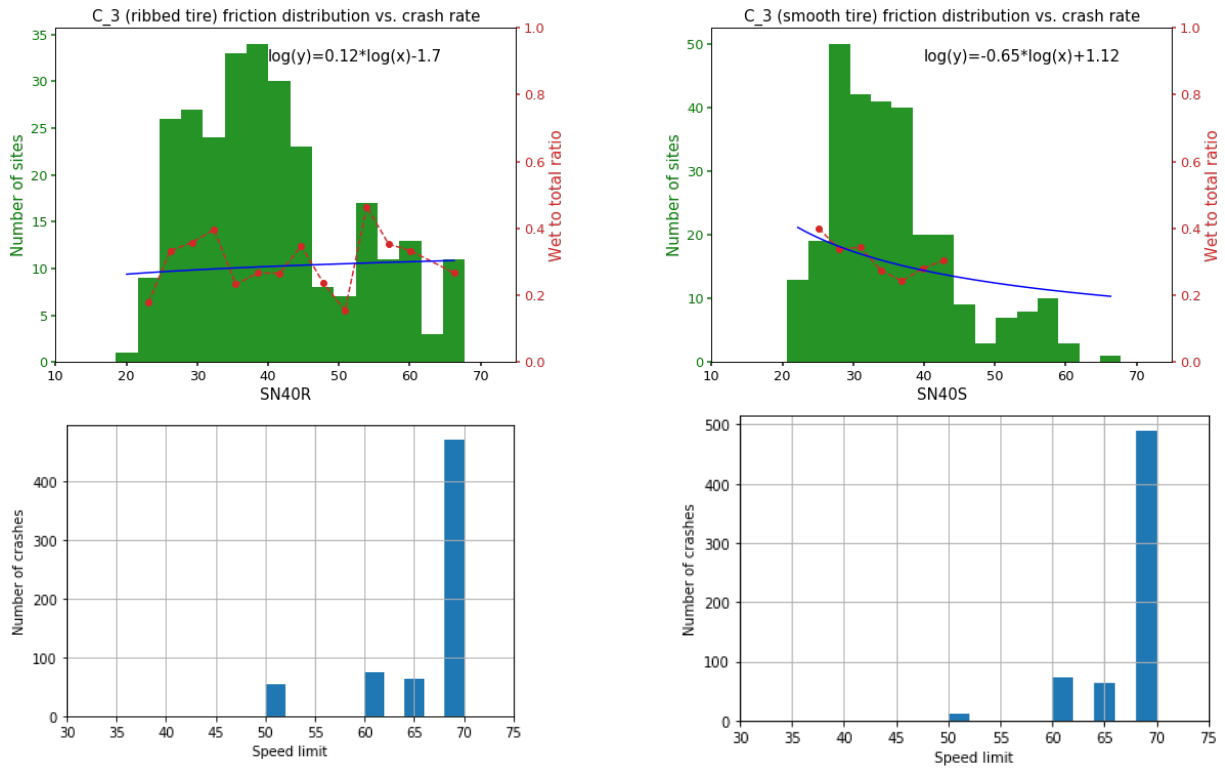 C_3 (ribbed tire) friction distribution vs. crash rate
log(y)=0.12*log(x)-1.7
Number of sites
35
30
25
20
15
10
5
0
Wet to total ratio
1.0
0.8
0.6
0.4
0.2
0.0
10 20 30 40 50 60 70
SN40R
C_3 (smooth tire) friction distribution vs. crash rate
log(y)=-0.65*log(x)+1.12
Number of sites
50
40
30
20
10
0
Wet to total ratio
1.0
0.8
0.6
0.4
0.2
0.0
10 20 30 40 50 60 70
SN40S
Number of crashes
400
300
200
100
0
30 35 40 45 50 55 60 65 70 75
Speed limit
Number of crashes
500
400
300
200
100
0
30 35 40 45 50 55 60 65 70 75
Speed limit